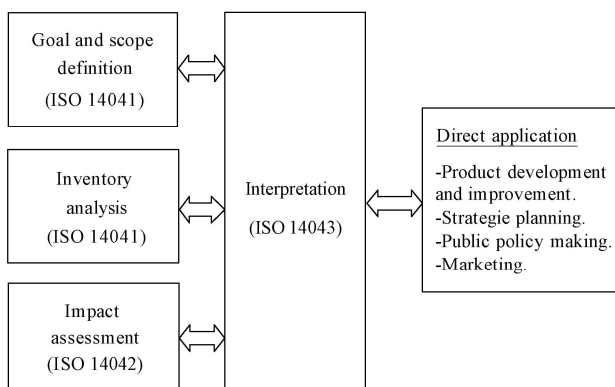 Goal and scope
definition
(ISO 14041)
Inventory
analysis
(ISO 14041)
Impact
assessment
(ISO 14042)
Interpretation
(ISO 14043)
Direct application
-Product development
and improvement.
-Strategie planning.
-Public policy making.
-Marketing.